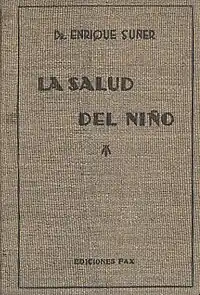 Dr. ENRIQUE SUÑER
LA SALUD
DEL NIÑO
EDICIONES PAX